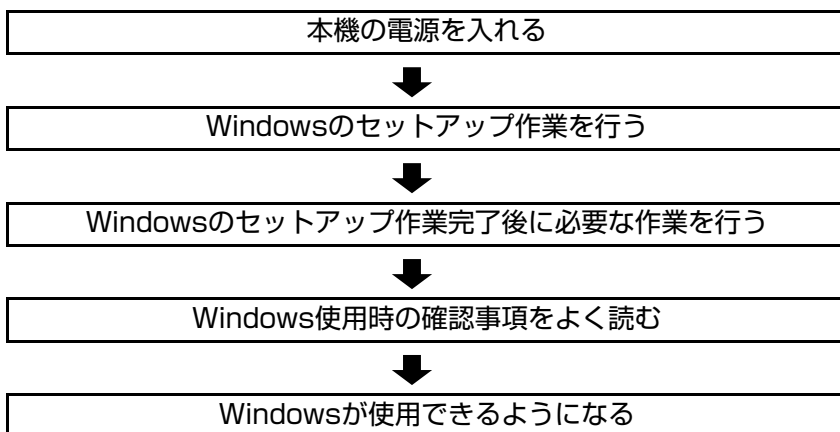 本機の電源を入れる
Windowsのセットアップ作業を行う
Windowsのセットアップ作業完了後に必要な作業を行う
Windows使用時の確認事項をよく読む
Windowsが使用できるようになる